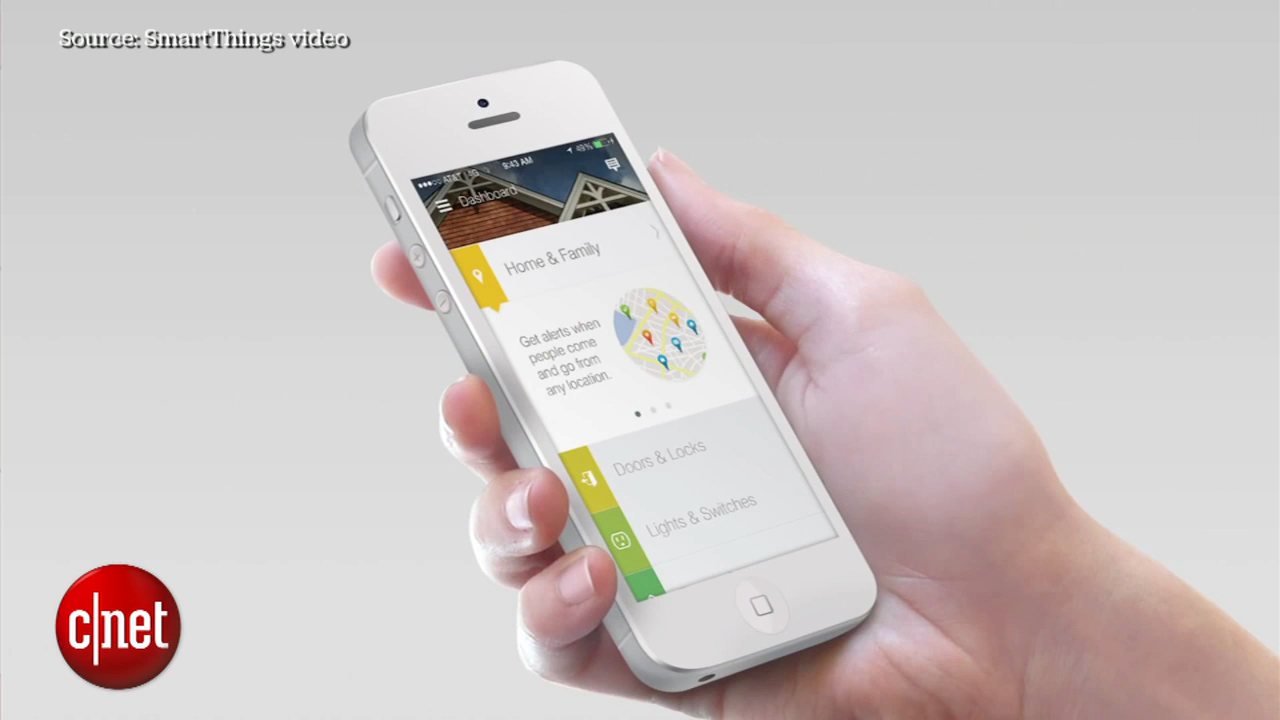 Source: SmartThings video
AT&T 3G 9:43 AM 49%
Dashboard
Home & Family
Get alerts when
people come
and go from
any location.
Doors & Locks
Lights & Switches
c|net